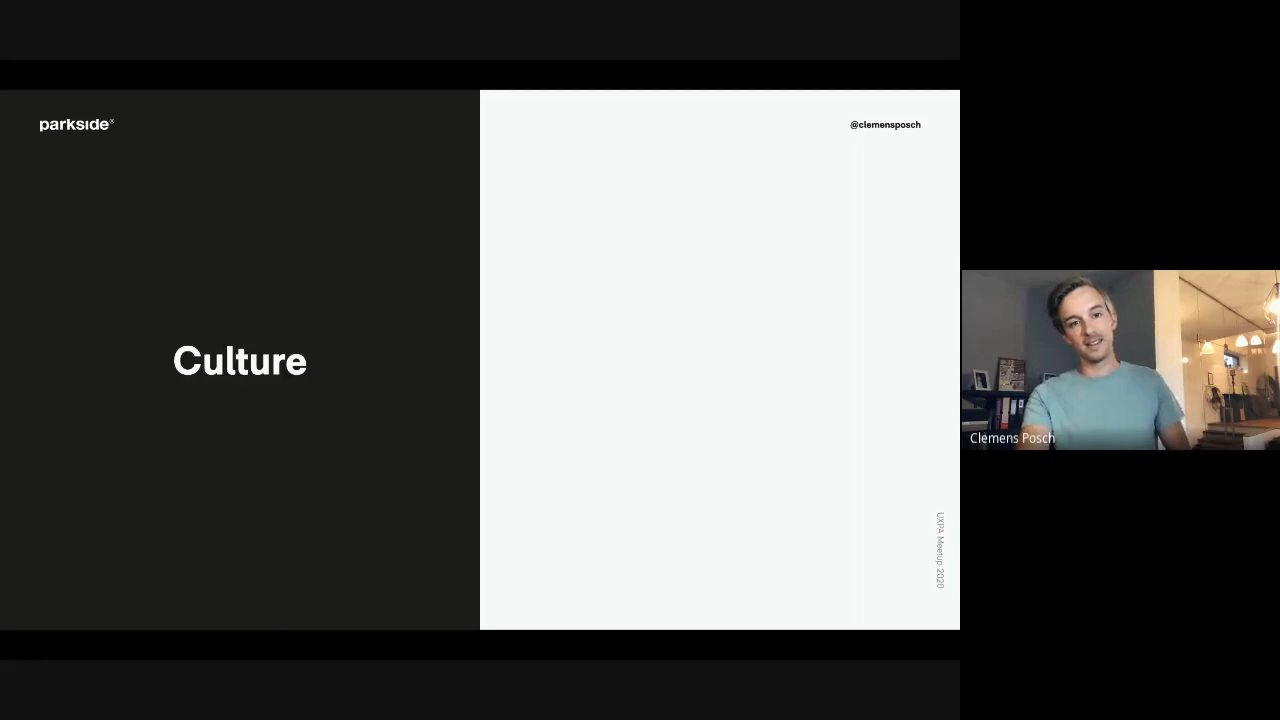 parkside®
@clemensposch
Culture
Clemens Posch
UXPA Meetup 2020